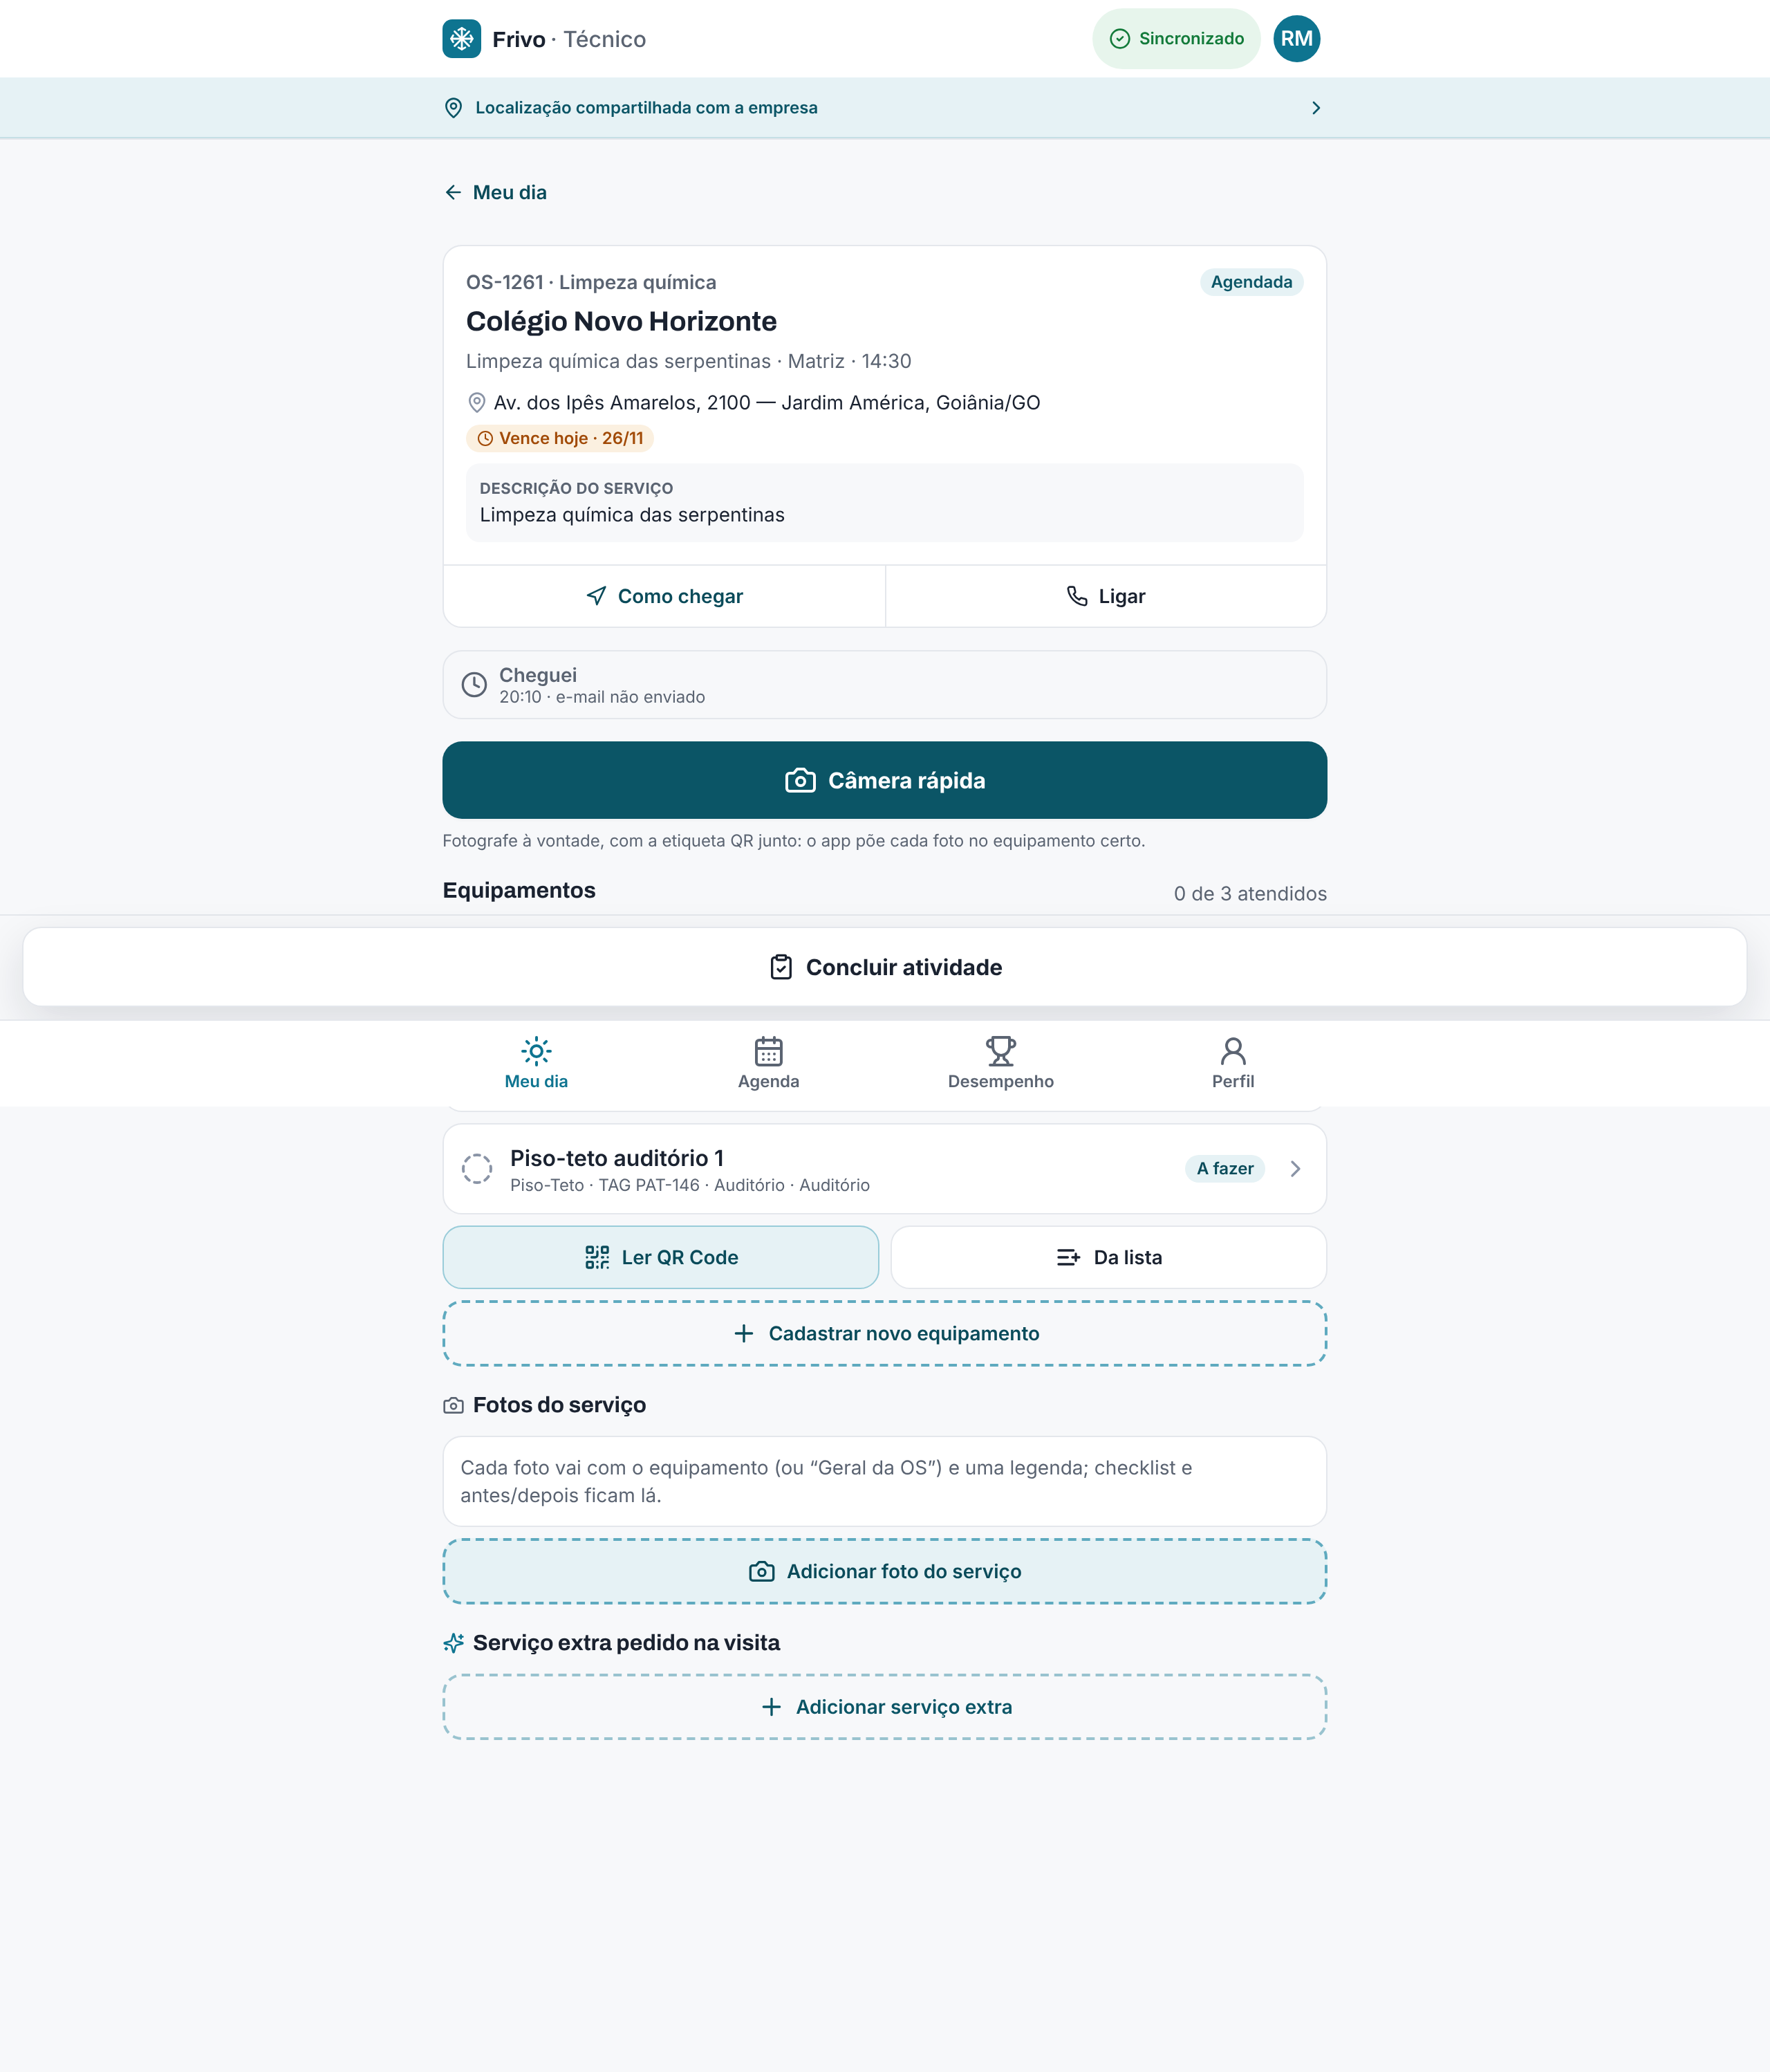 Frivo · Técnico
Sincronizado
RM
Localização compartilhada com a empresa
Meu dia
OS-1261 · Limpeza química
Agendada
Colégio Novo Horizonte
Limpeza química das serpentinas · Matriz · 14:30
Av. dos Ipês Amarelos, 2100 — Jardim América, Goiânia/GO
Vence hoje · 26/11
DESCRIÇÃO DO SERVIÇO
Limpeza química das serpentinas
Como chegar
Ligar
Cheguei
20:10 · e-mail não enviado
Câmera rápida
Fotografe à vontade, com a etiqueta QR junto: o app põe cada foto no equipamento certo.
Equipamentos
0 de 3 atendidos
Concluir atividade
Meu dia
Agenda
Desempenho
Perfil
Piso-teto auditório 1
Piso-Teto · TAG PAT-146 · Auditório · Auditório
A fazer
Ler QR Code
Da lista
Cadastrar novo equipamento
Fotos do serviço
Cada foto vai com o equipamento (ou “Geral da OS”) e uma legenda; checklist e
antes/depois ficam lá.
Adicionar foto do serviço
Serviço extra pedido na visita
Adicionar serviço extra